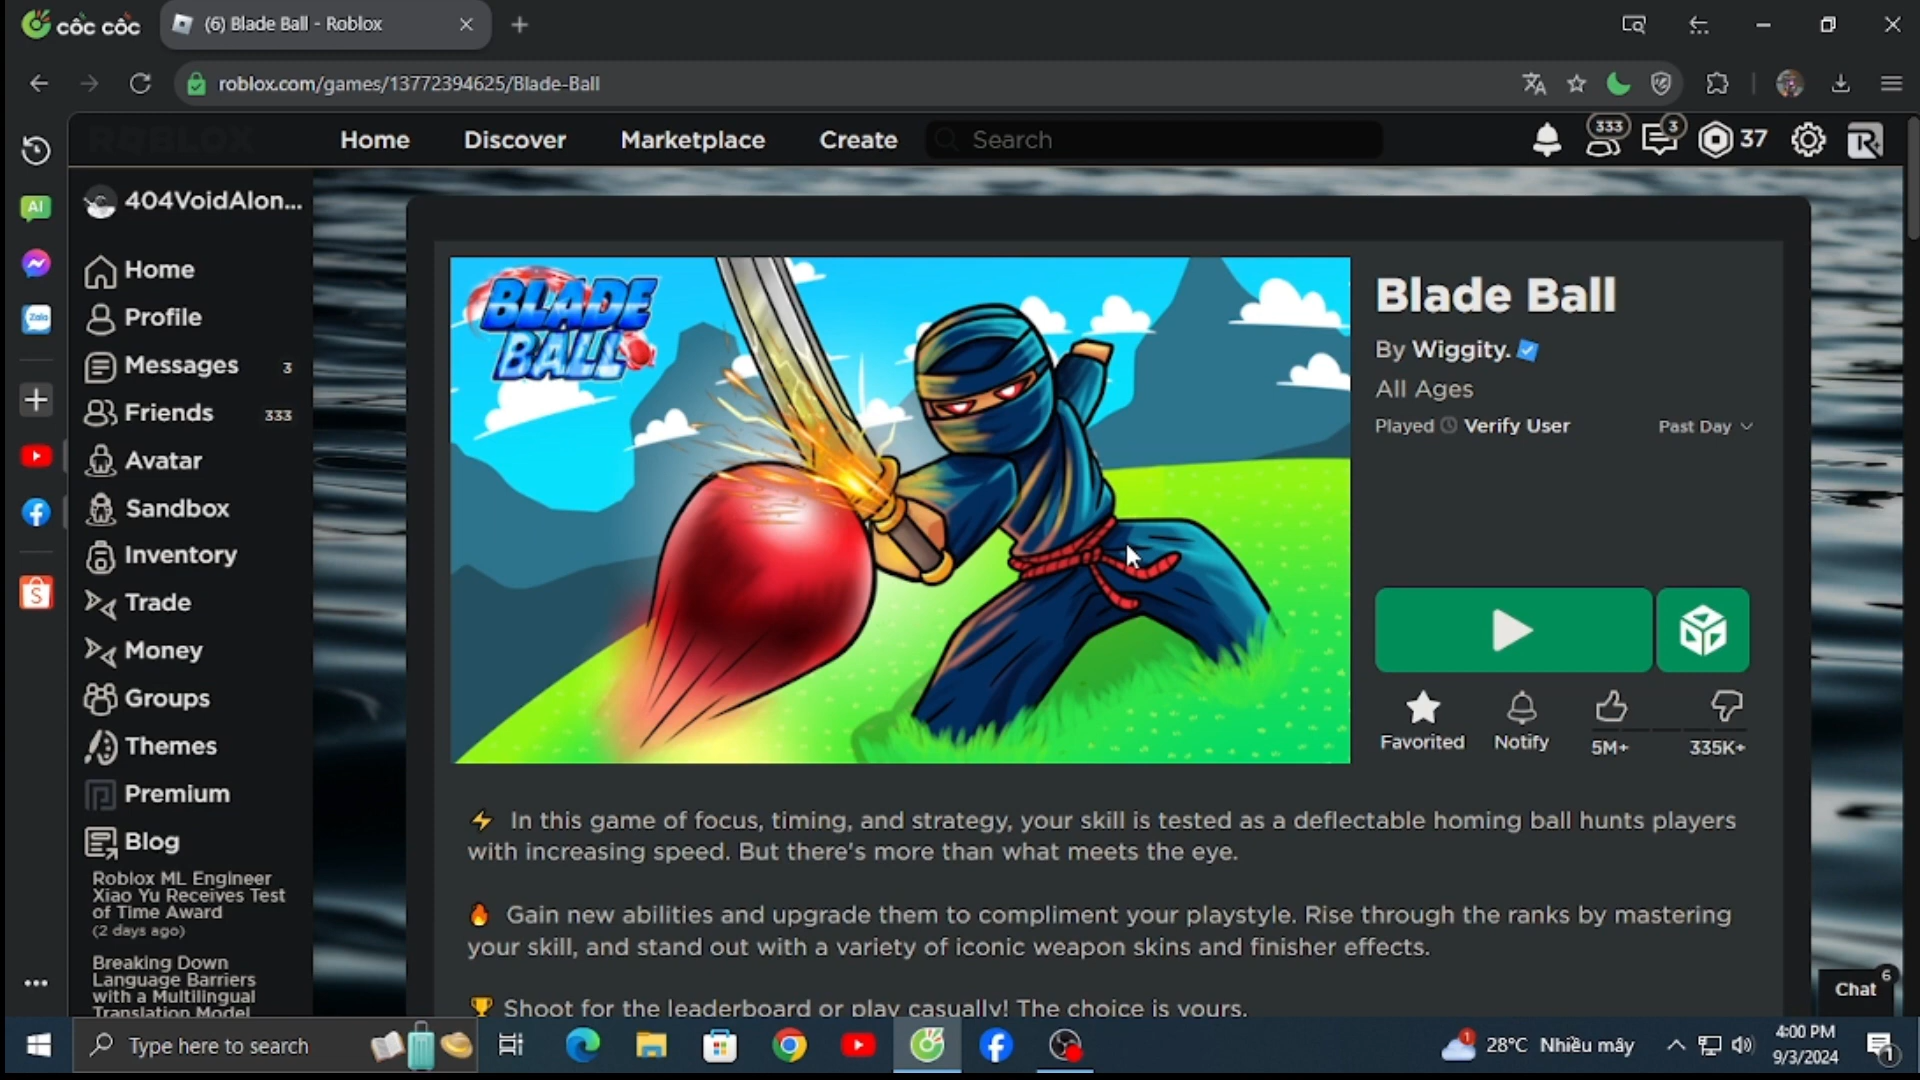 cốc cốc
(6) Blade Ball - Roblox
roblox.com/games/13772394625/Blade-Ball
ROBLOX
Home
Discover
Marketplace
Create
Search
333
3
37
404VoidAlon...
AI
Zalo
Home
Profile
Messages
3
Friends
333
Avatar
Sandbox
Inventory
Trade
Money
Groups
Themes
Premium
Blog
Roblox ML Engineer
Xiao Yu Receives Test
of Time Award
(2 days ago)
Breaking Down
Language Barriers
with a Multilingual
Translation Model
BLADE
BALL
Blade Ball
By Wiggity.
All Ages
Played Verify User
Past Day
Favorited
Notify
5M+
335K+
⚡ In this game of focus, timing, and strategy, your skill is tested as a deflectable homing ball hunts players
with increasing speed. But there's more than what meets the eye.
🔥 Gain new abilities and upgrade them to compliment your playstyle. Rise through the ranks by mastering
your skill, and stand out with a variety of iconic weapon skins and finisher effects.
🏆 Shoot for the leaderboard or play casually! The choice is yours.
Chat
6
Type here to search
1
28°C Nhiều mây
4:00 PM
9/3/2024
1